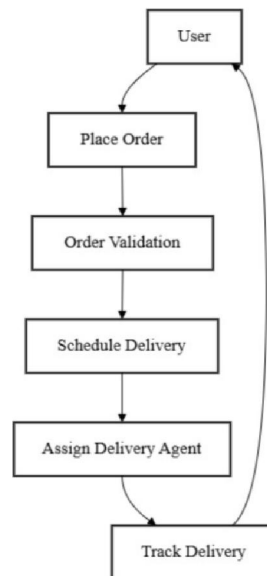 User
Place Order
Order Validation
Schedule Delivery
Assign Delivery Agent
Track Delivery